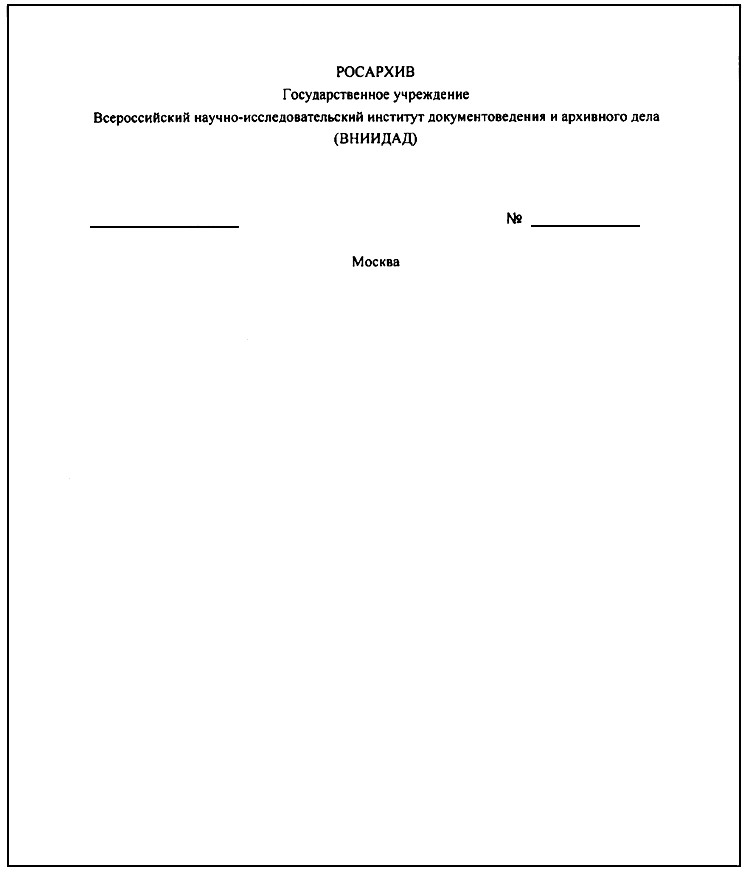 РОСАРХИВ
Государственное учреждение
Всероссийский научно-исследовательский институт документоведения и архивного дела
(ВНИИДАД)
№
Москва